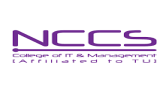 NCCS
College of IT & Management
[Affiliated to TU]